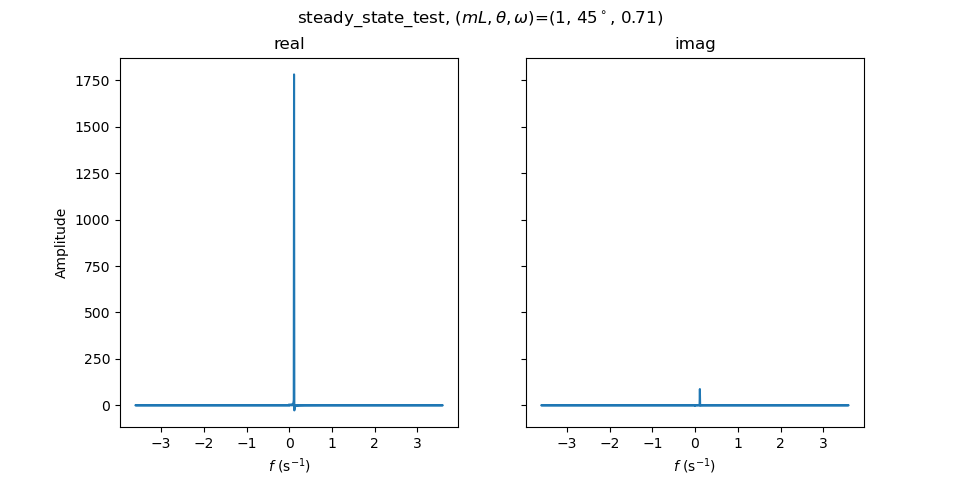 steady_state_test, (mL, θ, ω)=(1, 45°, 0.71)
real
imag
1750
1500
1250
1000
750
500
250
0
Amplitude
−3 −2 −1 0 1 2 3
−3 −2 −1 0 1 2 3
f (s⁻¹)
f (s⁻¹)